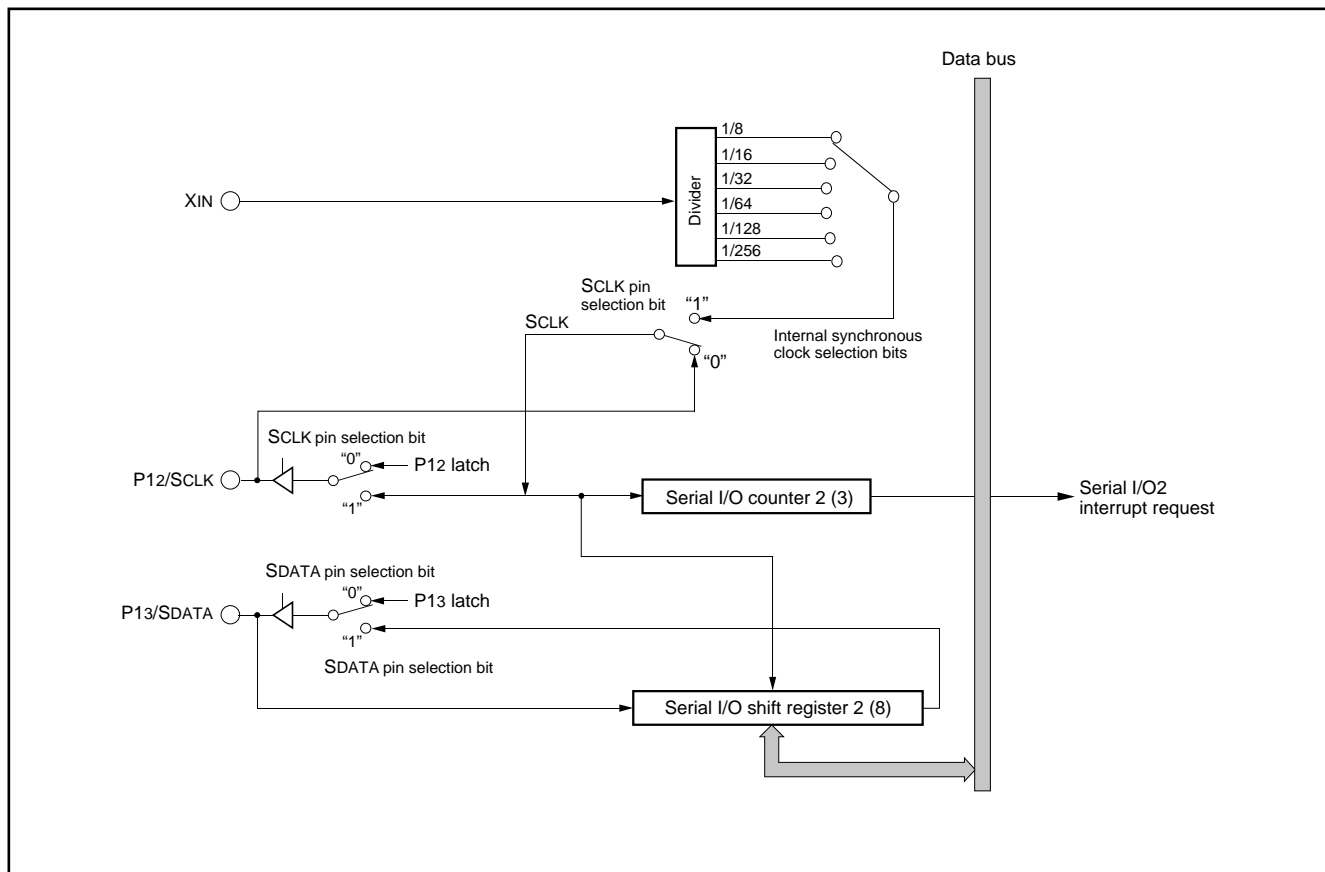 Data bus
1/8
1/16
1/32
1/64
1/128
1/256
Divider
XIN
SCLK pin
selection bit
“1”
SCLK
“0”
Internal synchronous
clock selection bits
SCLK pin selection bit
“0”
P12 latch
P12/SCLK
“1”
Serial I/O counter 2 (3)
Serial I/O2
interrupt request
SDATA pin selection bit
“0”
P13 latch
P13/SDATA
“1”
SDATA pin selection bit
Serial I/O shift register 2 (8)